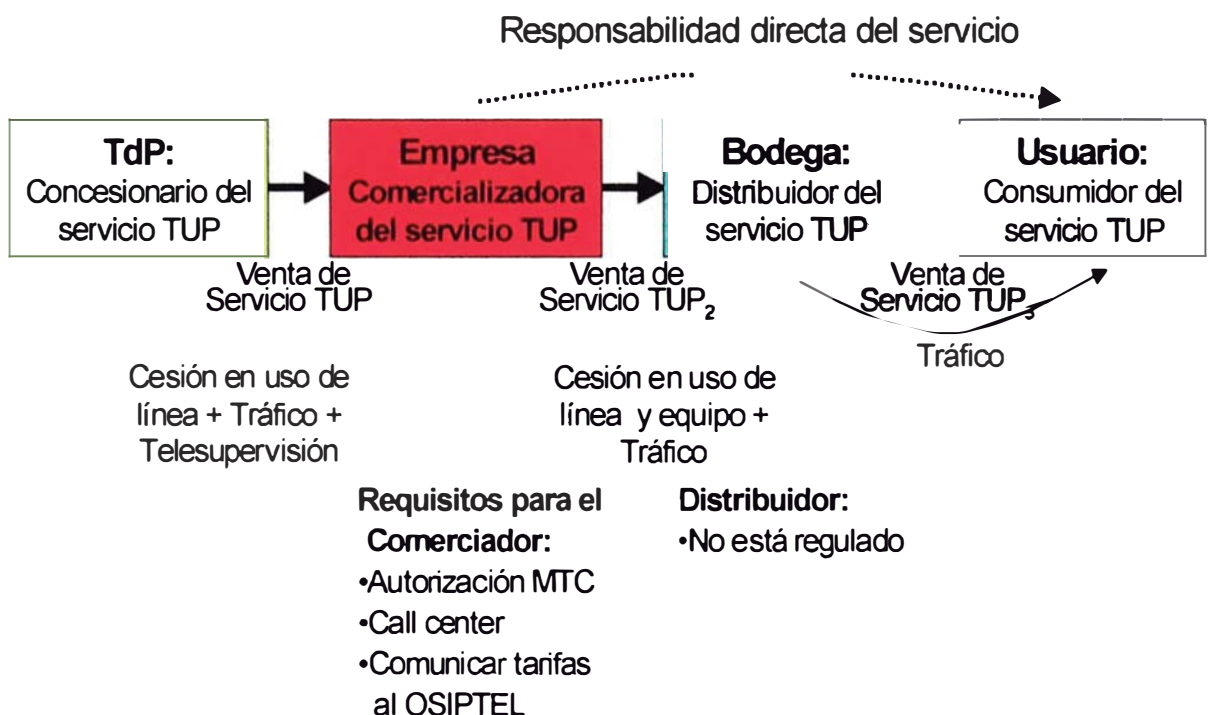 Responsabilidad directa del servicio
TdP:
Concesionario del
servicio TUP
Empresa
Comercializadora
del servicio TUP
Bodega:
Distribuidor del
servicio TUP
Usuario:
Consumidor del
servicio TUP
Venta de
Servicio TUP
Venta de
Servicio TUP₂
Venta de
Servicio TUP₃
Tráfico
Cesión en uso de
línea + Tráfico +
Telesupervisión
Cesión en uso de
línea y equipo +
Tráfico
Requisitos para el
Comerciador:
•Autorización MTC
•Call center
•Comunicar tarifas
al OSIPTEL
Distribuidor:
•No está regulado